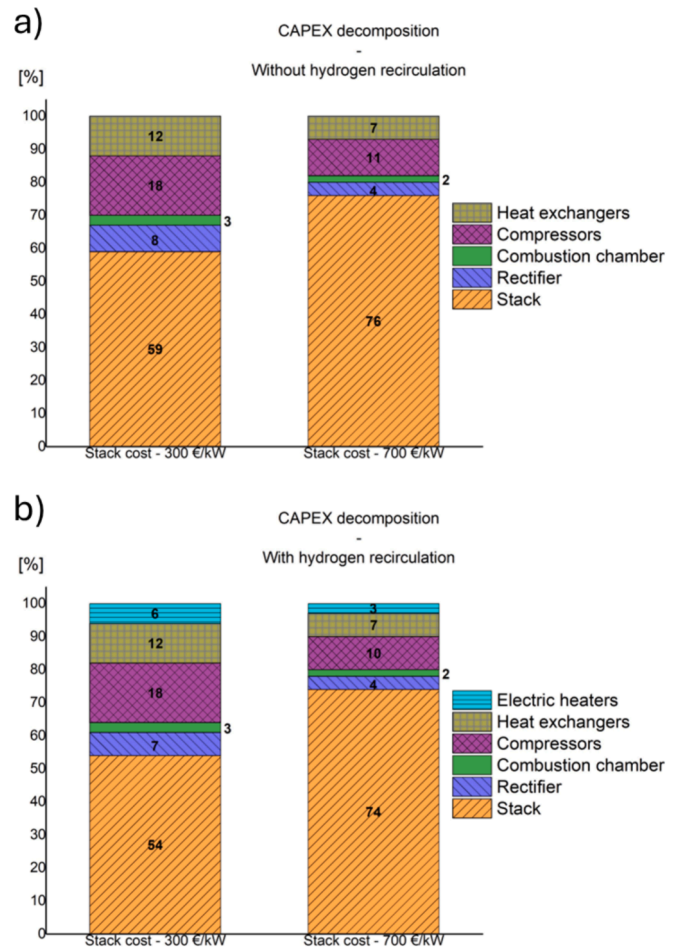 a)
CAPEX decomposition
-
Without hydrogen recirculation
[%]
100
90
80
70
60
50
40
30
20
10
0
12
18
3
8
59
7
11
2
4
76
Heat exchangers
Compressors
Combustion chamber
Rectifier
Stack
Stack cost - 300 €/kW
Stack cost - 700 €/kW
b)
CAPEX decomposition
-
With hydrogen recirculation
[%]
100
90
80
70
60
50
40
30
20
10
0
6
12
18
3
7
54
3
7
10
2
4
74
Electric heaters
Heat exchangers
Compressors
Combustion chamber
Rectifier
Stack
Stack cost - 300 €/kW
Stack cost - 700 €/kW